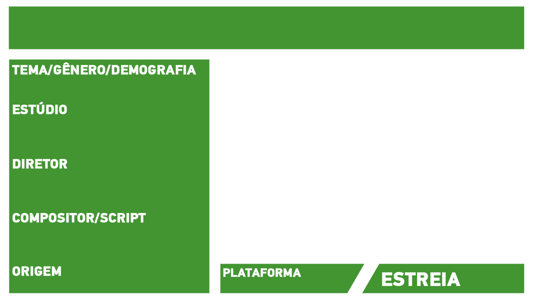 TEMA/GÊNERO/DEMOGRAFIA
ESTÚDIO
DIRETOR
COMPOSITOR/SCRIPT
ORIGEM
PLATAFORMA
ESTREIA